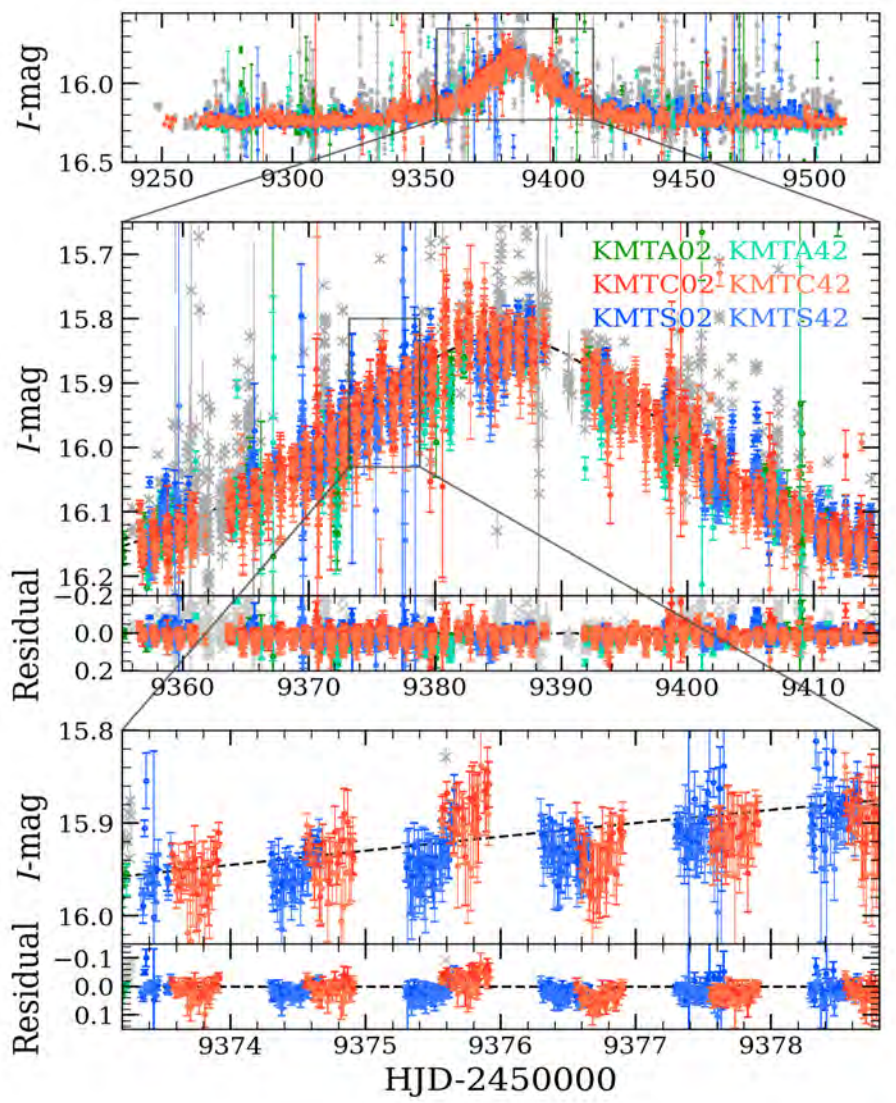 I-mag
16.0
16.5
9250 9300 9350 9400 9450 9500
I-mag
15.7
15.8
15.9
16.0
16.1
16.2
KMTA02 KMTA42
KMTC02 KMTC42
KMTS02 KMTS42
Residual
−0.2
0.0
0.2
9360 9370 9380 9390 9400 9410
I-mag
15.8
15.9
16.0
Residual
−0.1
0.0
0.1
9374 9375 9376 9377 9378
HJD-2450000